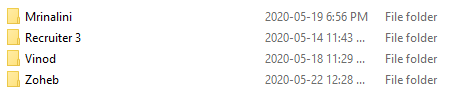 Mrinalini 2020-05-19 6:56 PM File folder
Recruiter 3 2020-05-14 11:43 ... File folder
Vinod 2020-05-18 11:29 ... File folder
Zoheb 2020-05-22 12:28 ... File folder